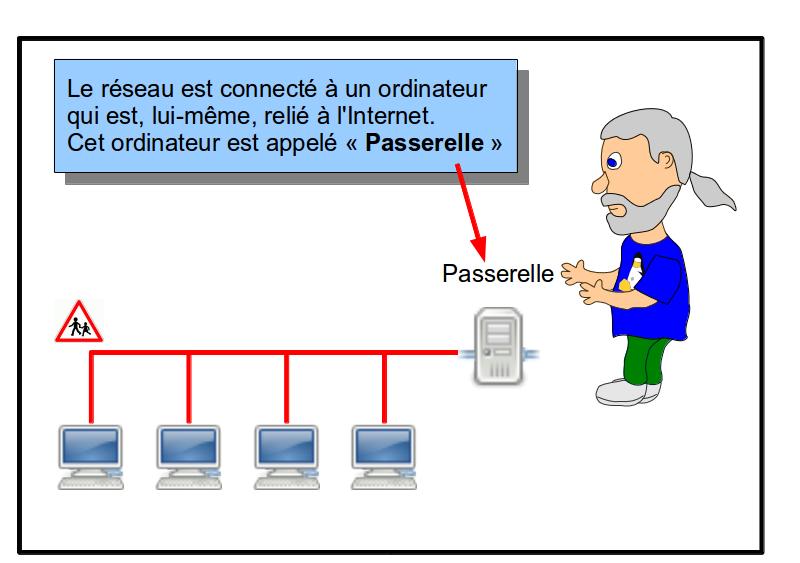 Le réseau est connecté à un ordinateur
qui est, lui-même, relié à l'Internet.
Cet ordinateur est appelé « Passerelle »
Passerelle